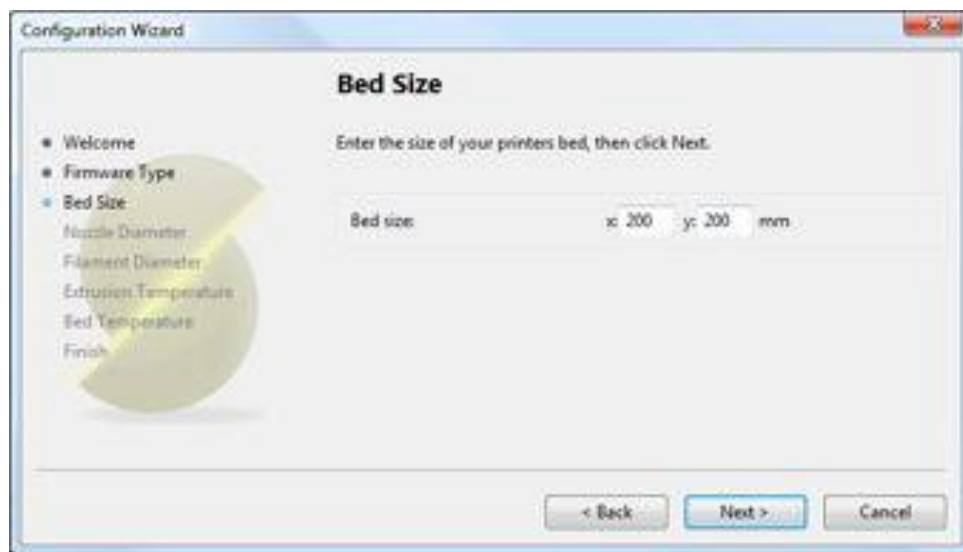 Configuration Wizard
Bed Size
Welcome
Firmware Type
Bed Size
Nozzle Diameter
Filament Diameter
Extrusion Temperature
Bed Temperature
Finish
Enter the size of your printers bed, then click Next.
Bed size: x: 200 y: 200 mm
< Back Next > Cancel